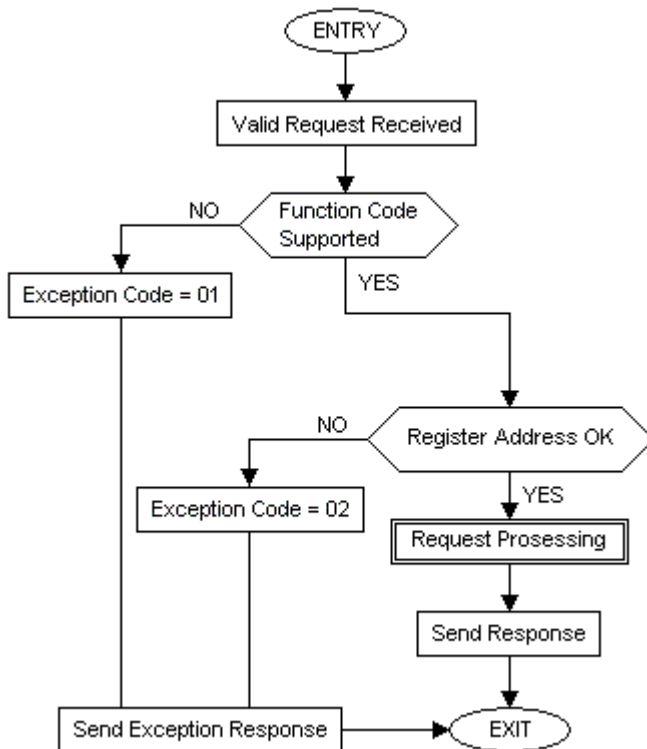 ENTRY
Valid Request Received
NO
Function Code
Supported
YES
Exception Code = 01
NO
Register Address OK
YES
Exception Code = 02
Request Prosessing
Send Response
Send Exception Response
EXIT